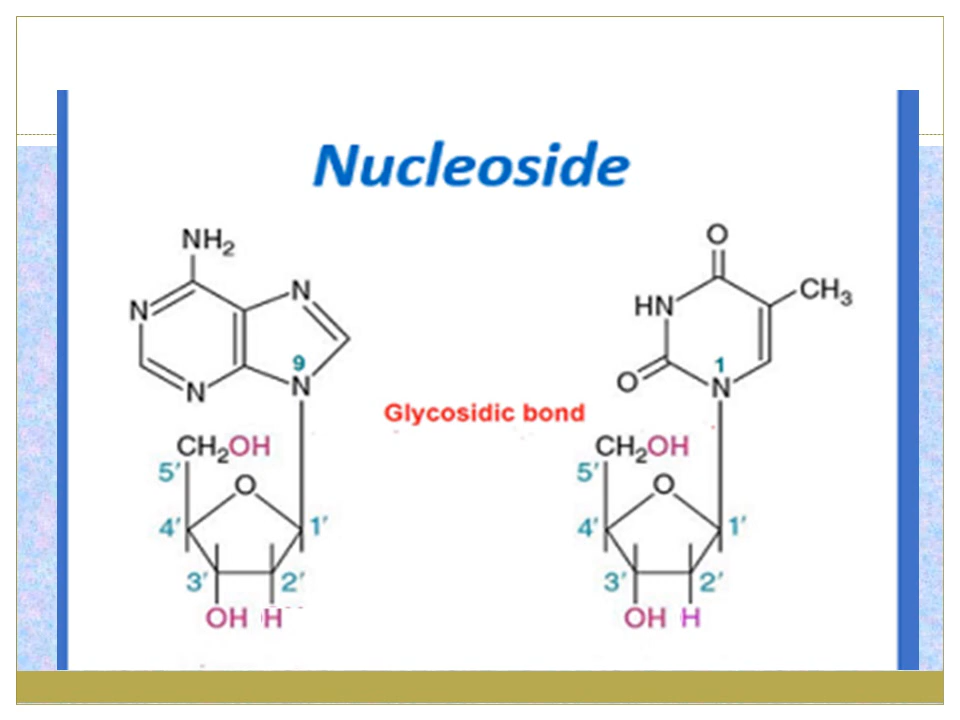 Nucleoside
NH2
N
N
N
9
N
CH2OH
5'
O
4'
1'
3'
2'
OH H
Glycosidic bond
O
CH3
HN
1
O
N
CH2OH
5'
O
4'
1'
3'
2'
OH H